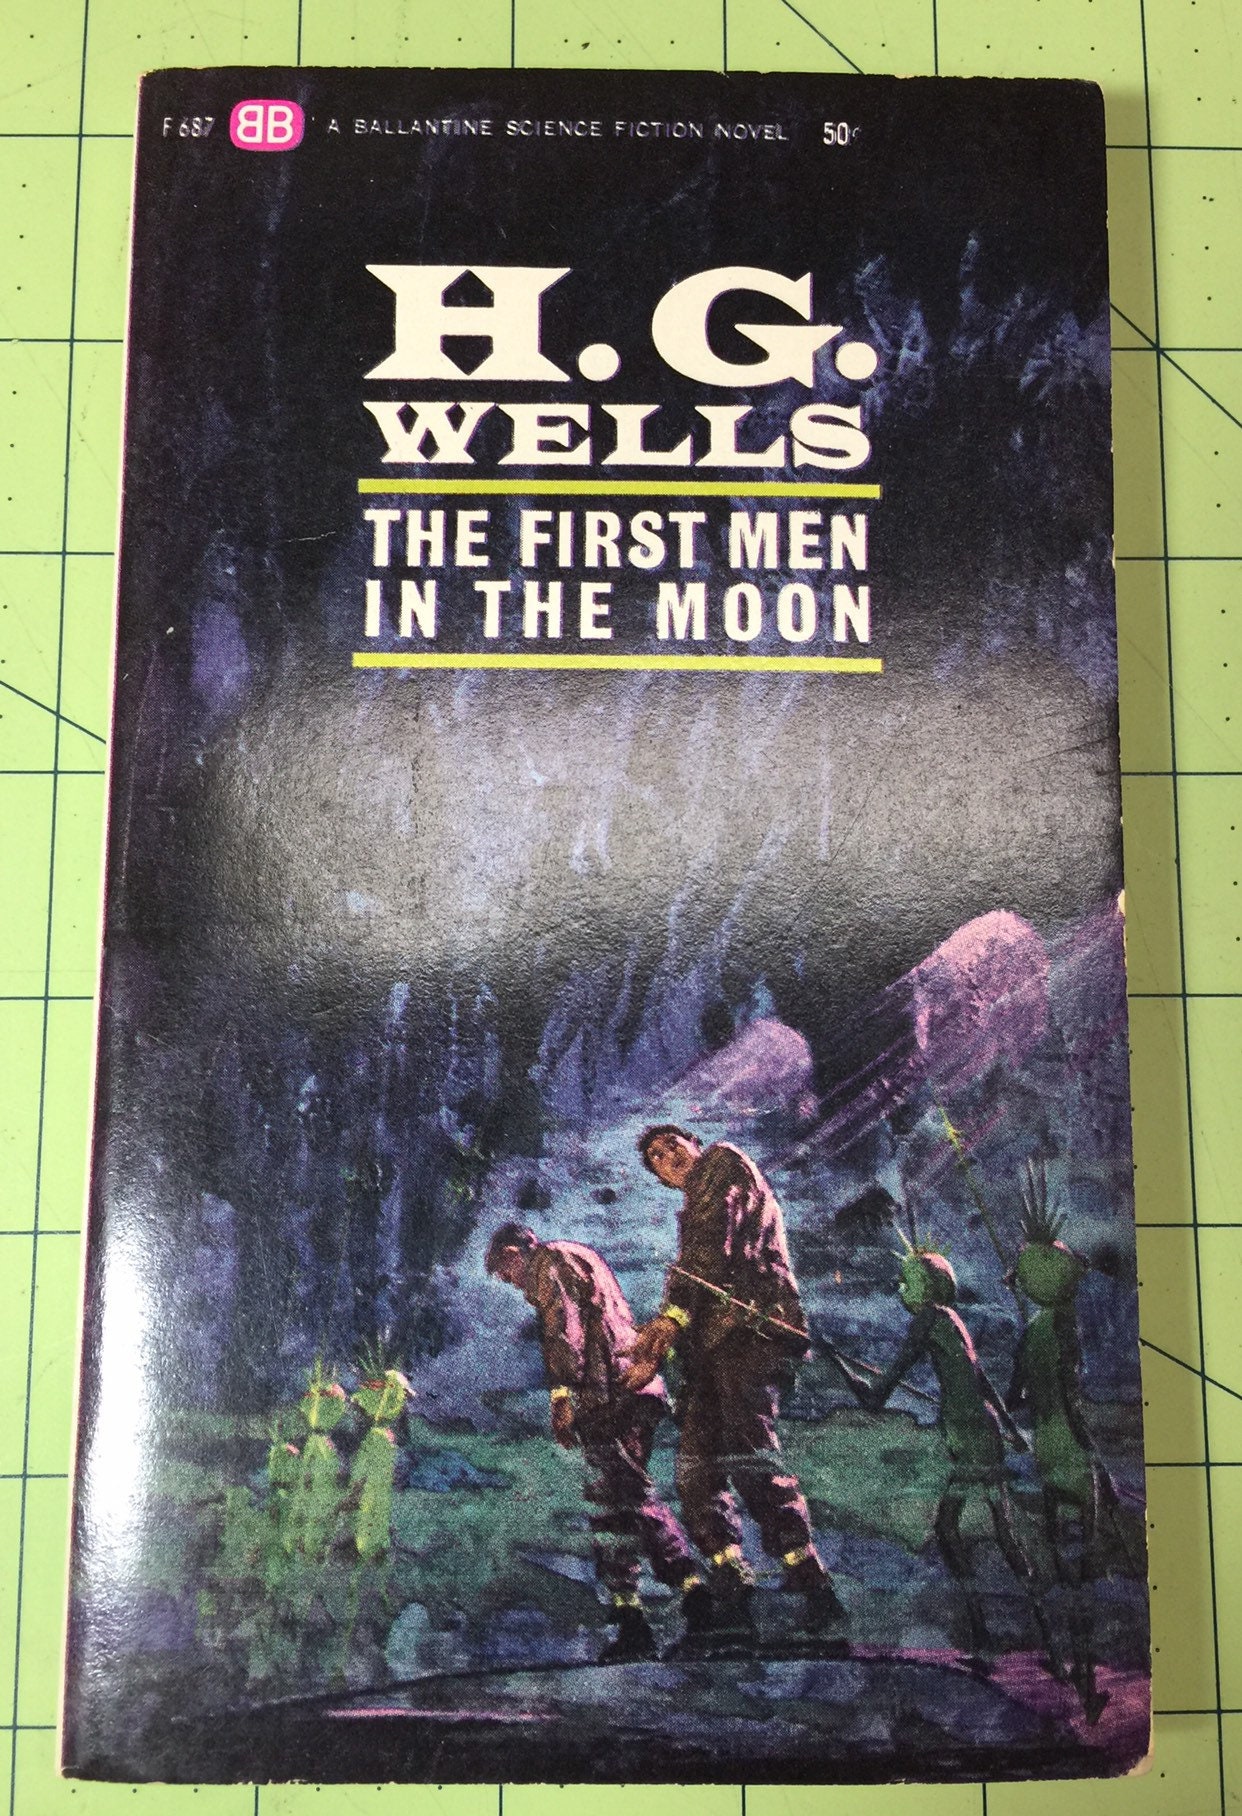 F 687 BB A BALLANTINE SCIENCE FICTION NOVEL 50¢
H. G.
WELLS
THE FIRST MEN
IN THE MOON